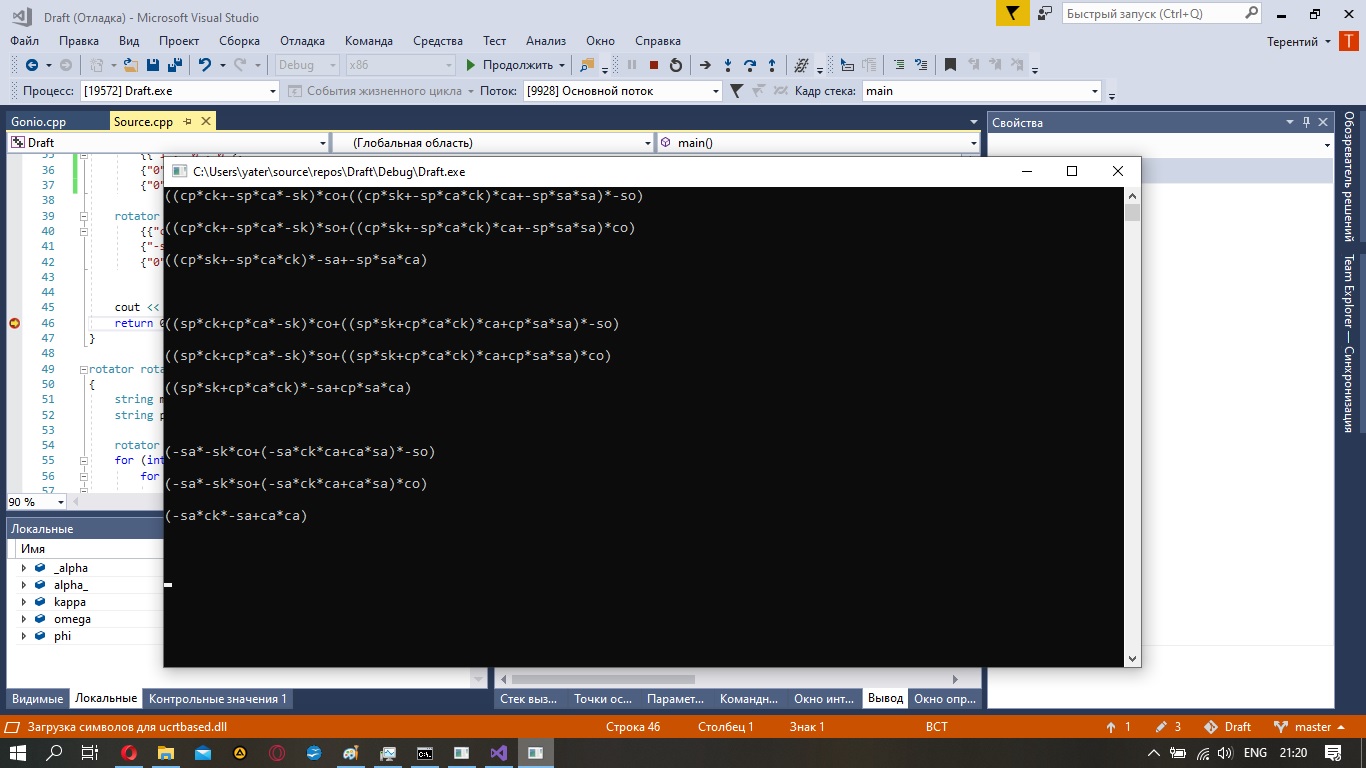 Draft (Отладка) - Microsoft Visual Studio
Быстрый запуск (Ctrl+Q)
Файл Правка Вид Проект Сборка Отладка Команда Средства Тест Анализ Окно Справка
Терентий T
Debug x86 Продолжить
Процесс: [19572] Draft.exe События жизненного цикла Поток: [9928] Основной поток Кадр стека: main
Gonio.cpp Source.cpp
Draft (Глобальная область) main()
Свойства
Обозреватель решений
Team Explorer — Синхронизация
36 {"0"
37 {"0"
38
39 rotator
40 {{"
41 {"-s
42 {"0"
43
44
45 cout <<
46 return
47 }
48
49 rotator rota
50 {
51 string m
52 string p
53
54 rotator
55 for (int
56 for
57
90 %
C:\Users\yater\source\repos\Draft\Debug\Draft.exe
((cp*ck+-sp*ca*-sk)*co+((cp*sk+-sp*ca*ck)*ca+-sp*sa*sa)*-so)
((cp*ck+-sp*ca*-sk)*so+((cp*sk+-sp*ca*ck)*ca+-sp*sa*sa)*co)
((cp*sk+-sp*ca*ck)*-sa+-sp*sa*ca)
((sp*ck+cp*ca*-sk)*co+((sp*sk+cp*ca*ck)*ca+cp*sa*sa)*-so)
((sp*ck+cp*ca*-sk)*so+((sp*sk+cp*ca*ck)*ca+cp*sa*sa)*co)
((sp*sk+cp*ca*ck)*-sa+cp*sa*ca)
(-sa*-sk*co+(-sa*ck*ca+ca*sa)*-so)
(-sa*-sk*so+(-sa*ck*ca+ca*sa)*co)
(-sa*ck*-sa+ca*ca)
Локальные
Имя
_alpha
alpha_
kappa
omega
phi
Видимые Локальные Контрольные значения 1
Стек выз... Точки ос... Парамет... Командн... Окно инт... Вывод Окно опр...
Загрузка символов для ucrtbased.dll Строка 46 Столбец 1 Знак 1 ВСТ 1 3 Draft master
ENG 21:20